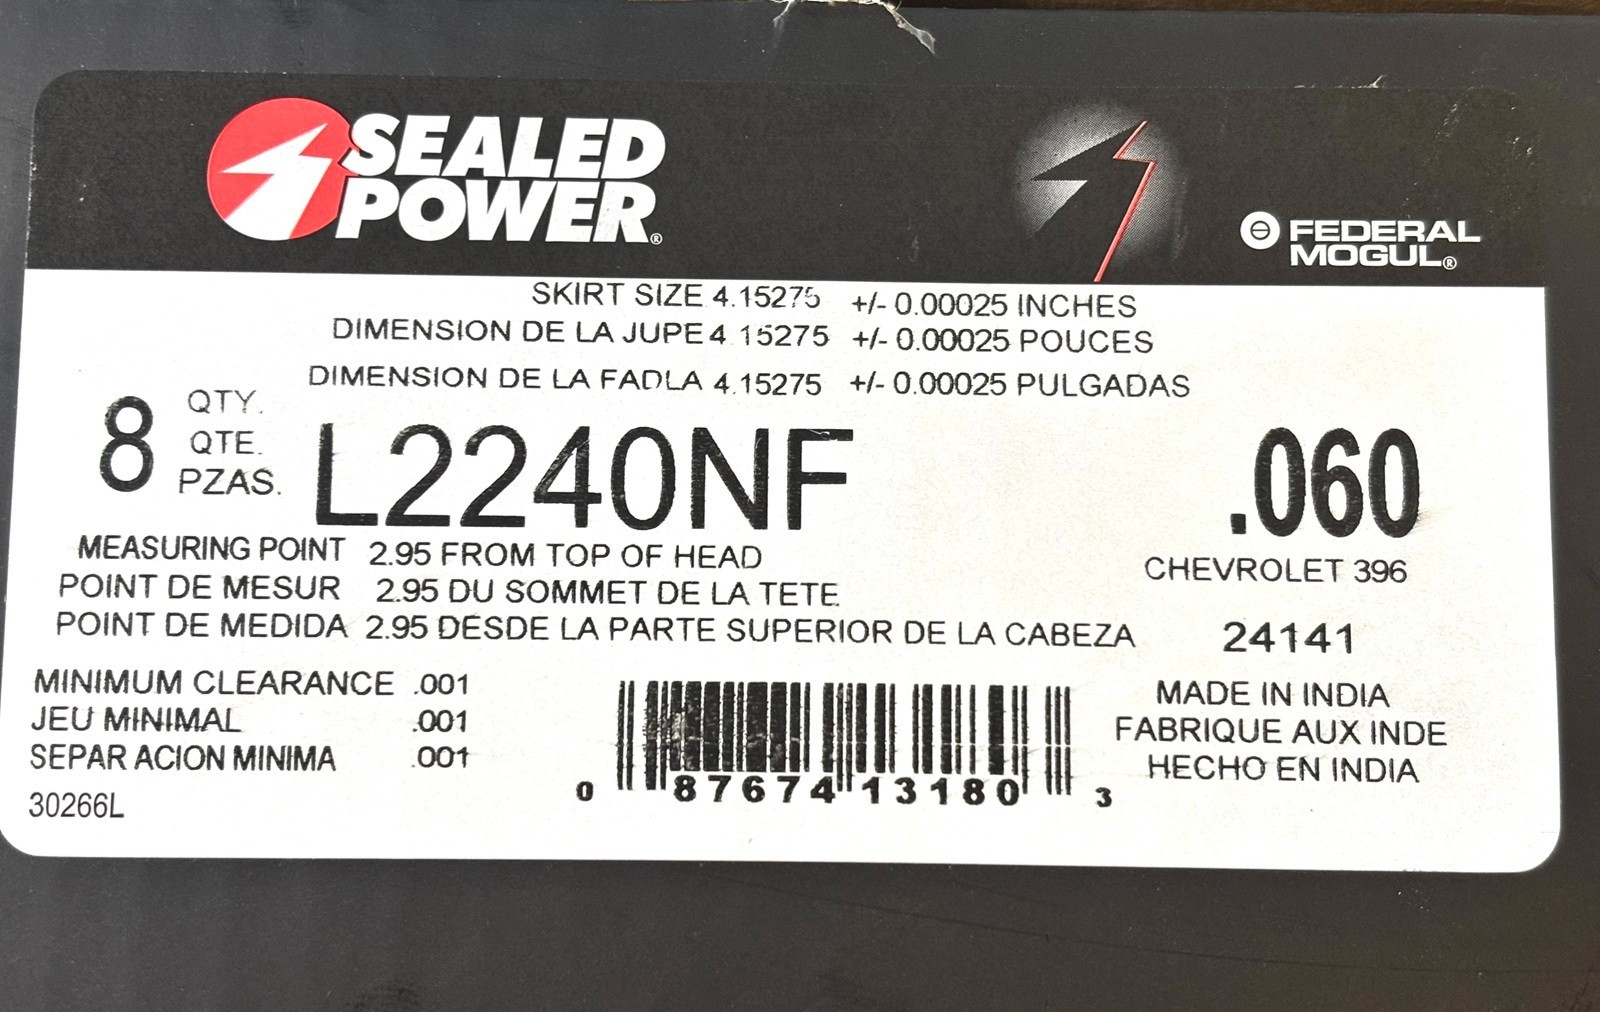 SEALED
POWER®
FEDERAL
MOGUL®
SKIRT SIZE 4.15275 +/- 0.00025 INCHES
DIMENSION DE LA JUPE 4.15275 +/- 0.00025 POUCES
DIMENSION DE LA FADLA 4.15275 +/- 0.00025 PULGADAS
8 QTY.
QTE.
PZAS.
L2240NF
.060
MEASURING POINT 2.95 FROM TOP OF HEAD
POINT DE MESUR 2.95 DU SOMMET DE LA TETE
POINT DE MEDIDA 2.95 DESDE LA PARTE SUPERIOR DE LA CABEZA
CHEVROLET 396
24141
MINIMUM CLEARANCE .001
JEU MINIMAL .001
SEPAR ACION MINIMA .001
30266L
0 87674 13180 3
MADE IN INDIA
FABRIQUE AUX INDE
HECHO EN INDIA